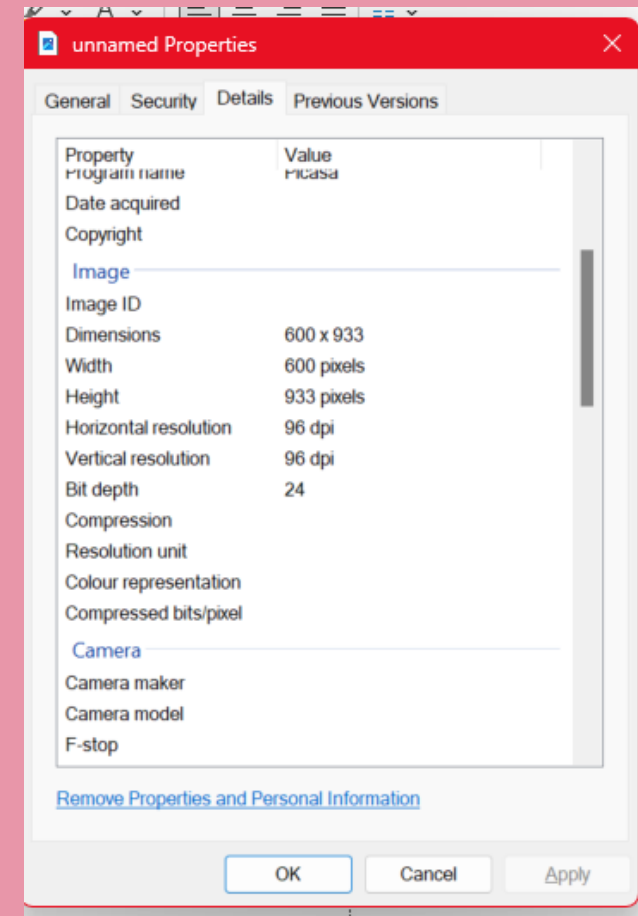 unnamed Properties
General Security Details Previous Versions
Property Value
Program name Picasa
Date acquired
Copyright
Image
Image ID
Dimensions 600 x 933
Width 600 pixels
Height 933 pixels
Horizontal resolution 96 dpi
Vertical resolution 96 dpi
Bit depth 24
Compression
Resolution unit
Colour representation
Compressed bits/pixel
Camera
Camera maker
Camera model
F-stop
Remove Properties and Personal Information
OK Cancel Apply